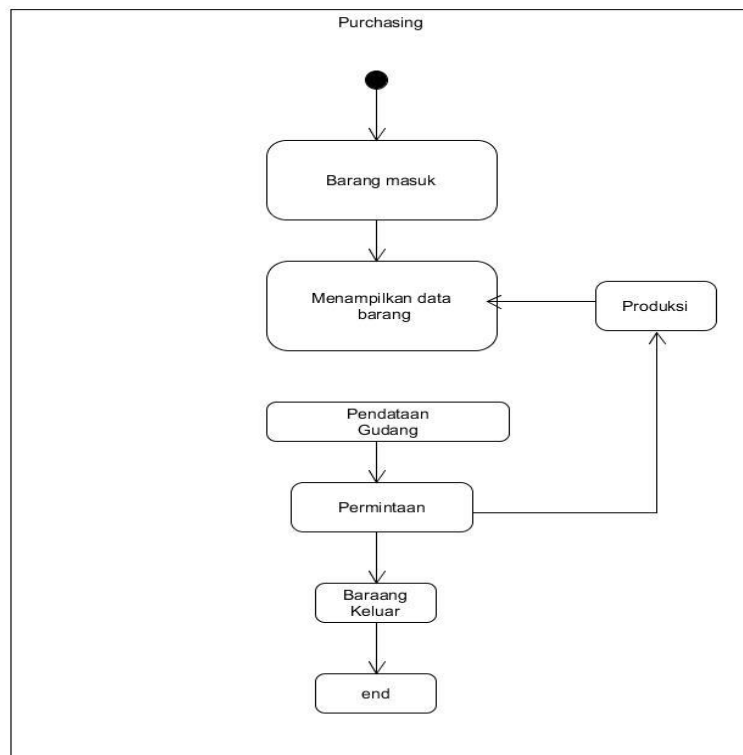 Purchasing
Barang masuk
Menampilkan data
barang
Produksi
Pendataan
Gudang
Permintaan
Baraang
Keluar
end